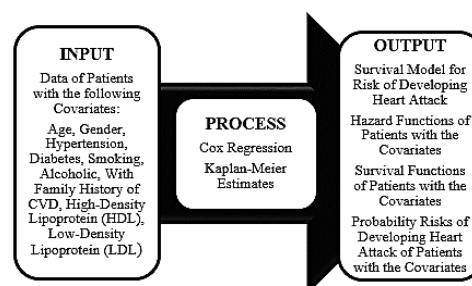 INPUT
Data of Patients
with the following
Covariates:
Age, Gender,
Hypertension,
Diabetes, Smoking,
Alcoholic, With
Family History of
CVD, High-Density
Lipoprotein (HDL),
Low-Density
Lipoprotein (LDL)
PROCESS
Cox Regression
Kaplan-Meier
Estimates
OUTPUT
Survival Model for
Risk of Developing
Heart Attack
Hazard Functions of
Patients with the
Covariates
Survival Functions
of Patients with the
Covariates
Probability Risks of
Developing Heart
Attack of Patients
with the Covariates